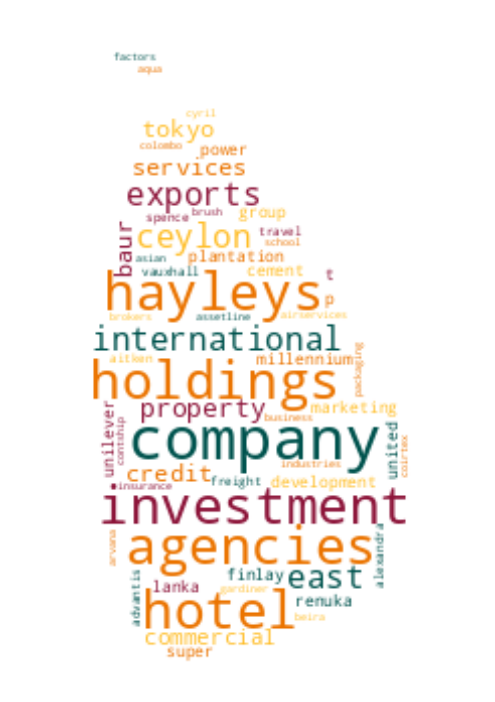 factors
aqua
cyril
tokyo
colombo
power
services
exports
brush
spence
group
baur
ceylon
travel
school
asian
plantation
vauxhall
cement
t
hayleys
p
brokers
assetline
airservices
international
aitken
millennium
packaging
holdings
property
marketing
business
unilever
contship
company
united
coirtex
industries
credit
freight
development
insurance
investment
arvana
agencies
alexandra
finlay
east
advantis
lanka
gardiner
renuka
hotel
beira
commercial
super